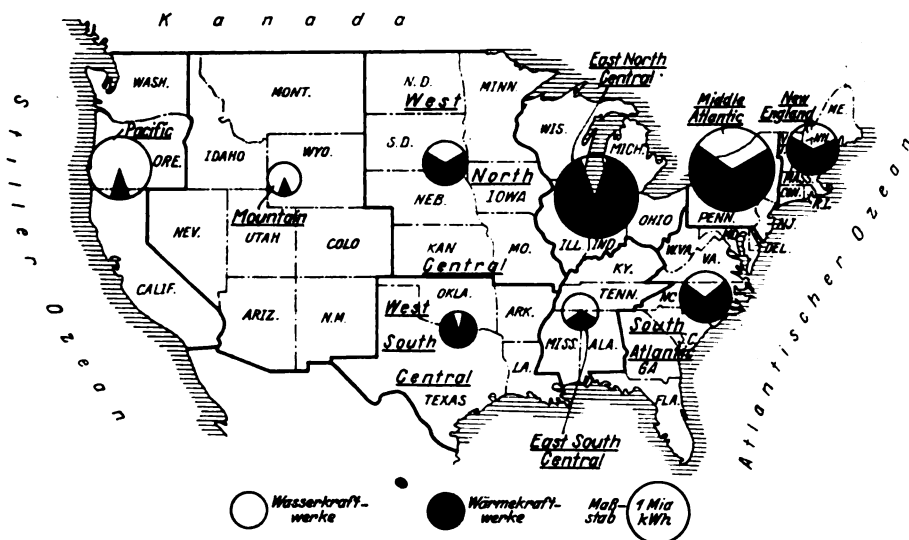 Kanada
Stiller Ozean
Atlantischer Ozean
WASH.
MONT.
N.D.
West
MINN
East North
Central
Middle
Atlantic
New
England
ME.
Pacific
ORE.
IDAHO
WYO.
S.D.
North
IOWA
WIS.
MICH.
N.H.
MASS.
CON.
R.I.
Mountain
NEV.
UTAH
COLO
NEB.
KAN
Central
MO.
ILL
IND
OHIO
PENN.
N.J.
MD.
DEL.
W.VA.
VA.
KY.
CALIF.
ARIZ.
N.M.
OKLA.
West
South
Central
TEXAS
ARK.
LA.
TENN.
NC
MISS.
ALA.
South
S.C.
Atlantic
GA
FLA.
East South
Central
Wasserkraft-
werke
Wärmekraft-
werke
Maß-
stab
1 Mia
kWh